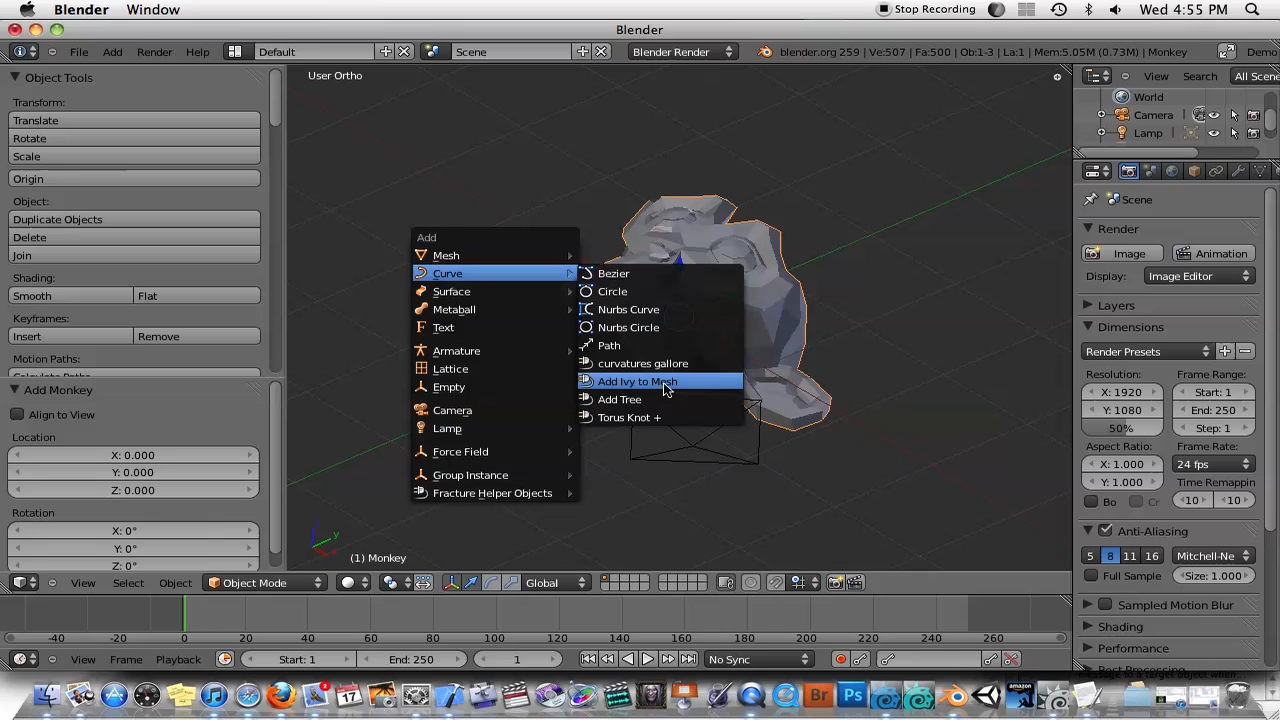 Blender Window Stop Recording Wed 4:55 PM
Blender
File Add Render Help Default Scene Blender Render blender.org 259 | Ve:507 | Fa:500 | Ob:1-3 | La:1 | Mem:5.05M (0.73M) | Monkey Demo
Object Tools
Transform:
Translate
Rotate
Scale
Origin
Object:
Duplicate Objects
Delete
Join
Shading:
Smooth Flat
Keyframes:
Insert Remove
Motion Paths:
Add Monkey
Align to View
Location
X: 0.000
Y: 0.000
Z: 0.000
Rotation
X: 0°
Y: 0°
Z: 0°
User Ortho
Add
Mesh
Curve
Surface
Metaball
Text
Armature
Lattice
Empty
Camera
Lamp
Force Field
Group Instance
Fracture Helper Objects
Bezier
Circle
Nurbs Curve
Nurbs Circle
Path
curvatures gallore
Add Ivy to Mesh
Add Tree
Torus Knot +
y
(1) Monkey
View Select Object Object Mode Global
View Search All Scene
World
Camera
Lamp
Scene
Render
Image Animation
Display: Image Editor
Layers
Dimensions
Render Presets
Resolution: Frame Range:
X: 1920 Start: 1
Y: 1080 End: 250
50% Step: 1
Aspect Ratio: Frame Rate:
X: 1.000 24 fps
Y: 1.000 Time Remappin
Bo Cr 10 10
Anti-Aliasing
5 8 11 16 Mitchell-Ne
Full Sample Size: 1.000
Sampled Motion Blur
Shading
Performance
-40 -20 0 20 40 60 80 100 120 140 160 180 200 220 240 260
View Frame Playback Start: 1 End: 250 1 No Sync
2 17 Br Ps amazon